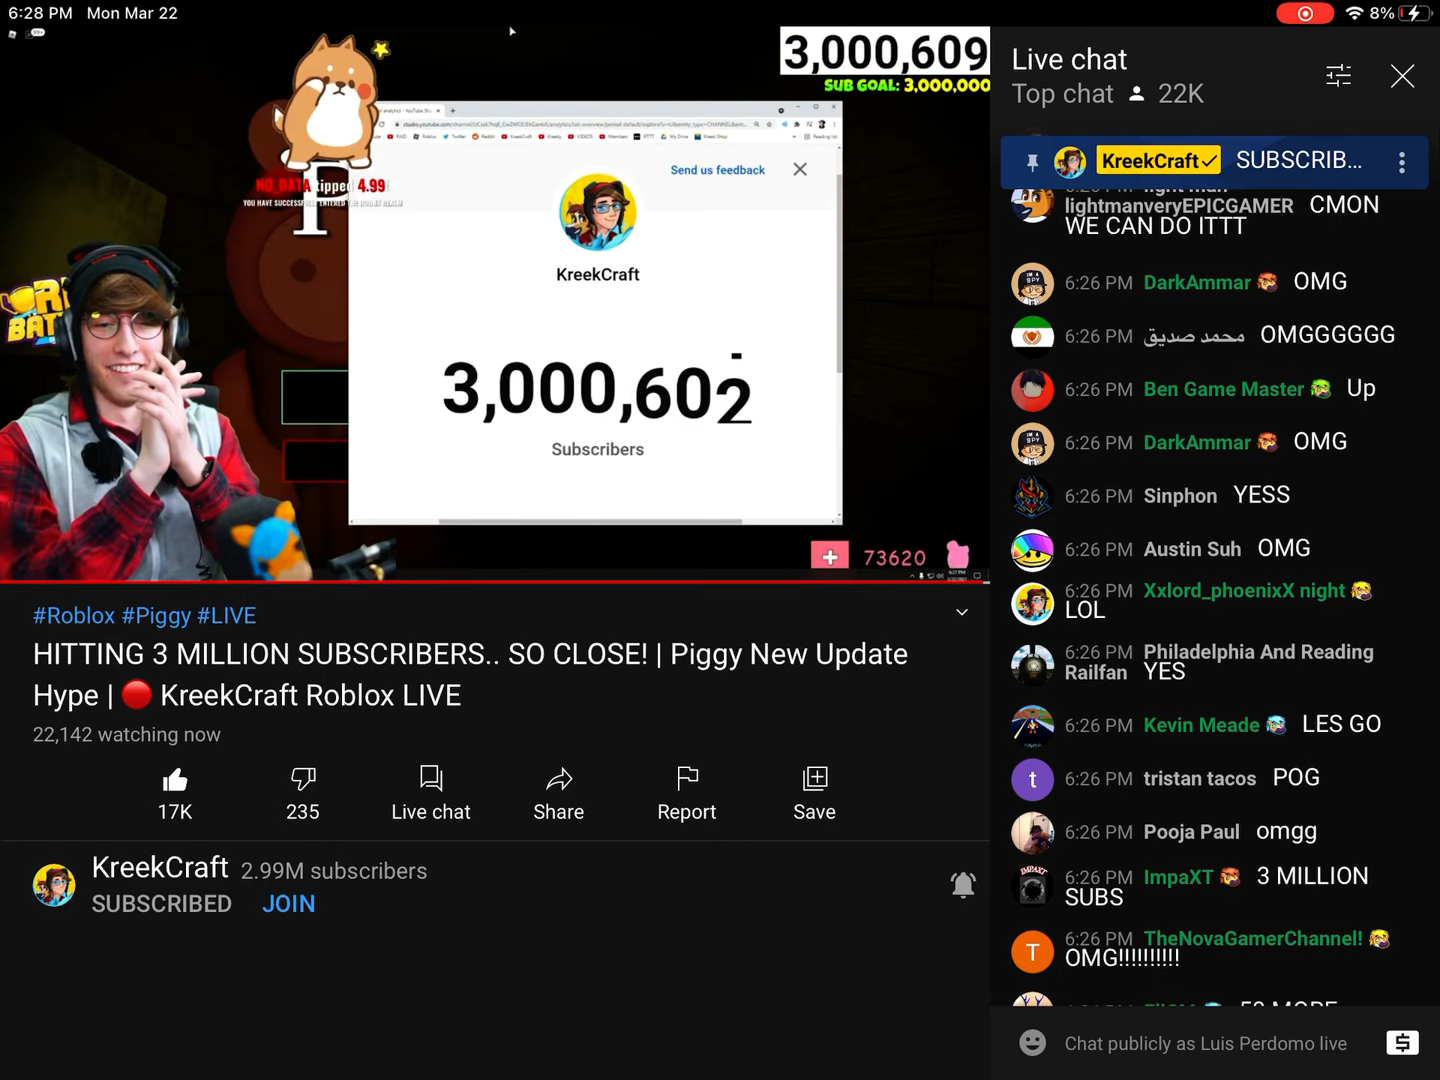 6:28 PM Mon Mar 22
8%
3,000,609
SUB GOAL: 3,000,000
NO_DATA tipped 4.99!
Send us feedback
KreekCraft
3,000,602
Subscribers
73620
#Roblox #Piggy #LIVE
HITTING 3 MILLION SUBSCRIBERS.. SO CLOSE! | Piggy New Update
Hype | 🔴 KreekCraft Roblox LIVE
22,142 watching now
17K
235
Live chat
Share
Report
Save
KreekCraft 2.99M subscribers
SUBSCRIBED JOIN
Live chat
Top chat 22K
KreekCraft SUBSCRIB...
lightmanveryEPICGAMER CMON
WE CAN DO ITTT
6:26 PM DarkAmmar OMG
6:26 PM محمد صديق OMGGGGGG
6:26 PM Ben Game Master Up
6:26 PM DarkAmmar OMG
6:26 PM Sinphon YESS
6:26 PM Austin Suh OMG
6:26 PM Xxlord_phoenixX night
LOL
6:26 PM Philadelphia And Reading
Railfan YES
6:26 PM Kevin Meade LES GO
6:26 PM tristan tacos POG
6:26 PM Pooja Paul omgg
6:26 PM ImpaXT 3 MILLION
SUBS
6:26 PM TheNovaGamerChannel!
OMG!!!!!!!!!!
Chat publicly as Luis Perdomo live